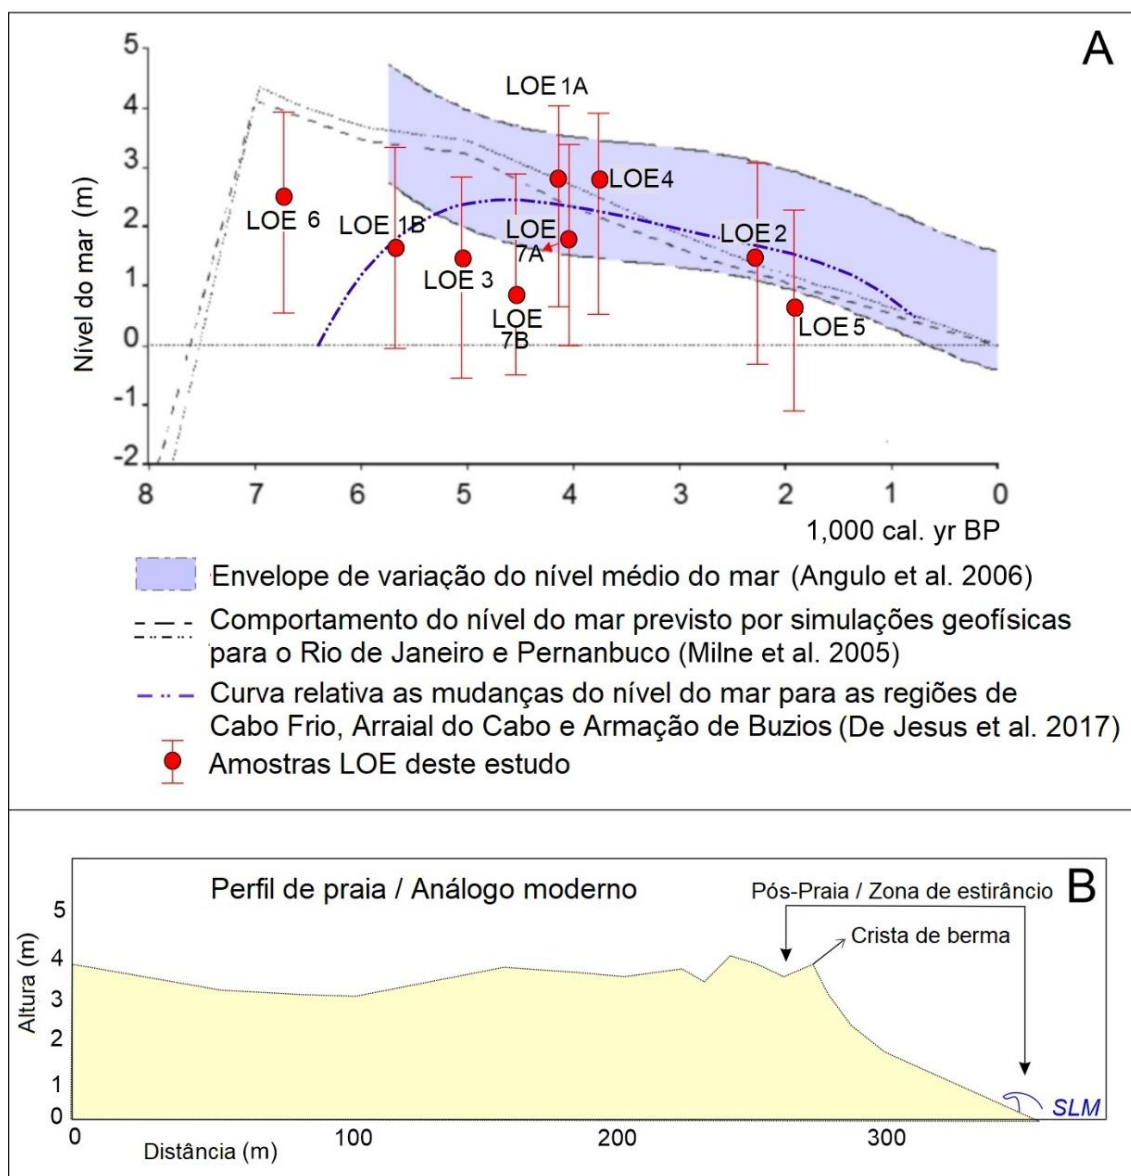 A
Nível do mar (m)
5
4
3
2
1
0
-1
-2
LOE 1A
LOE 6
LOE 1B
LOE 3
LOE
7A
LOE
7B
LOE4
LOE2
LOE5
8 7 6 5 4 3 2 1 0
1,000 cal. yr BP
Envelope de variação do nível médio do mar (Angulo et al. 2006)
Comportamento do nível do mar previsto por simulações geofísicas
para o Rio de Janeiro e Pernanbuco (Milne et al. 2005)
Curva relativa as mudanças do nível do mar para as regiões de
Cabo Frio, Arraial do Cabo e Armação de Buzios (De Jesus et al. 2017)
Amostras LOE deste estudo
B
Perfil de praia / Análogo moderno
Pós-Praia / Zona de estirâncio
Crista de berma
Altura (m)
5
4
3
2
1
0
SLM
0 100 200 300
Distância (m)